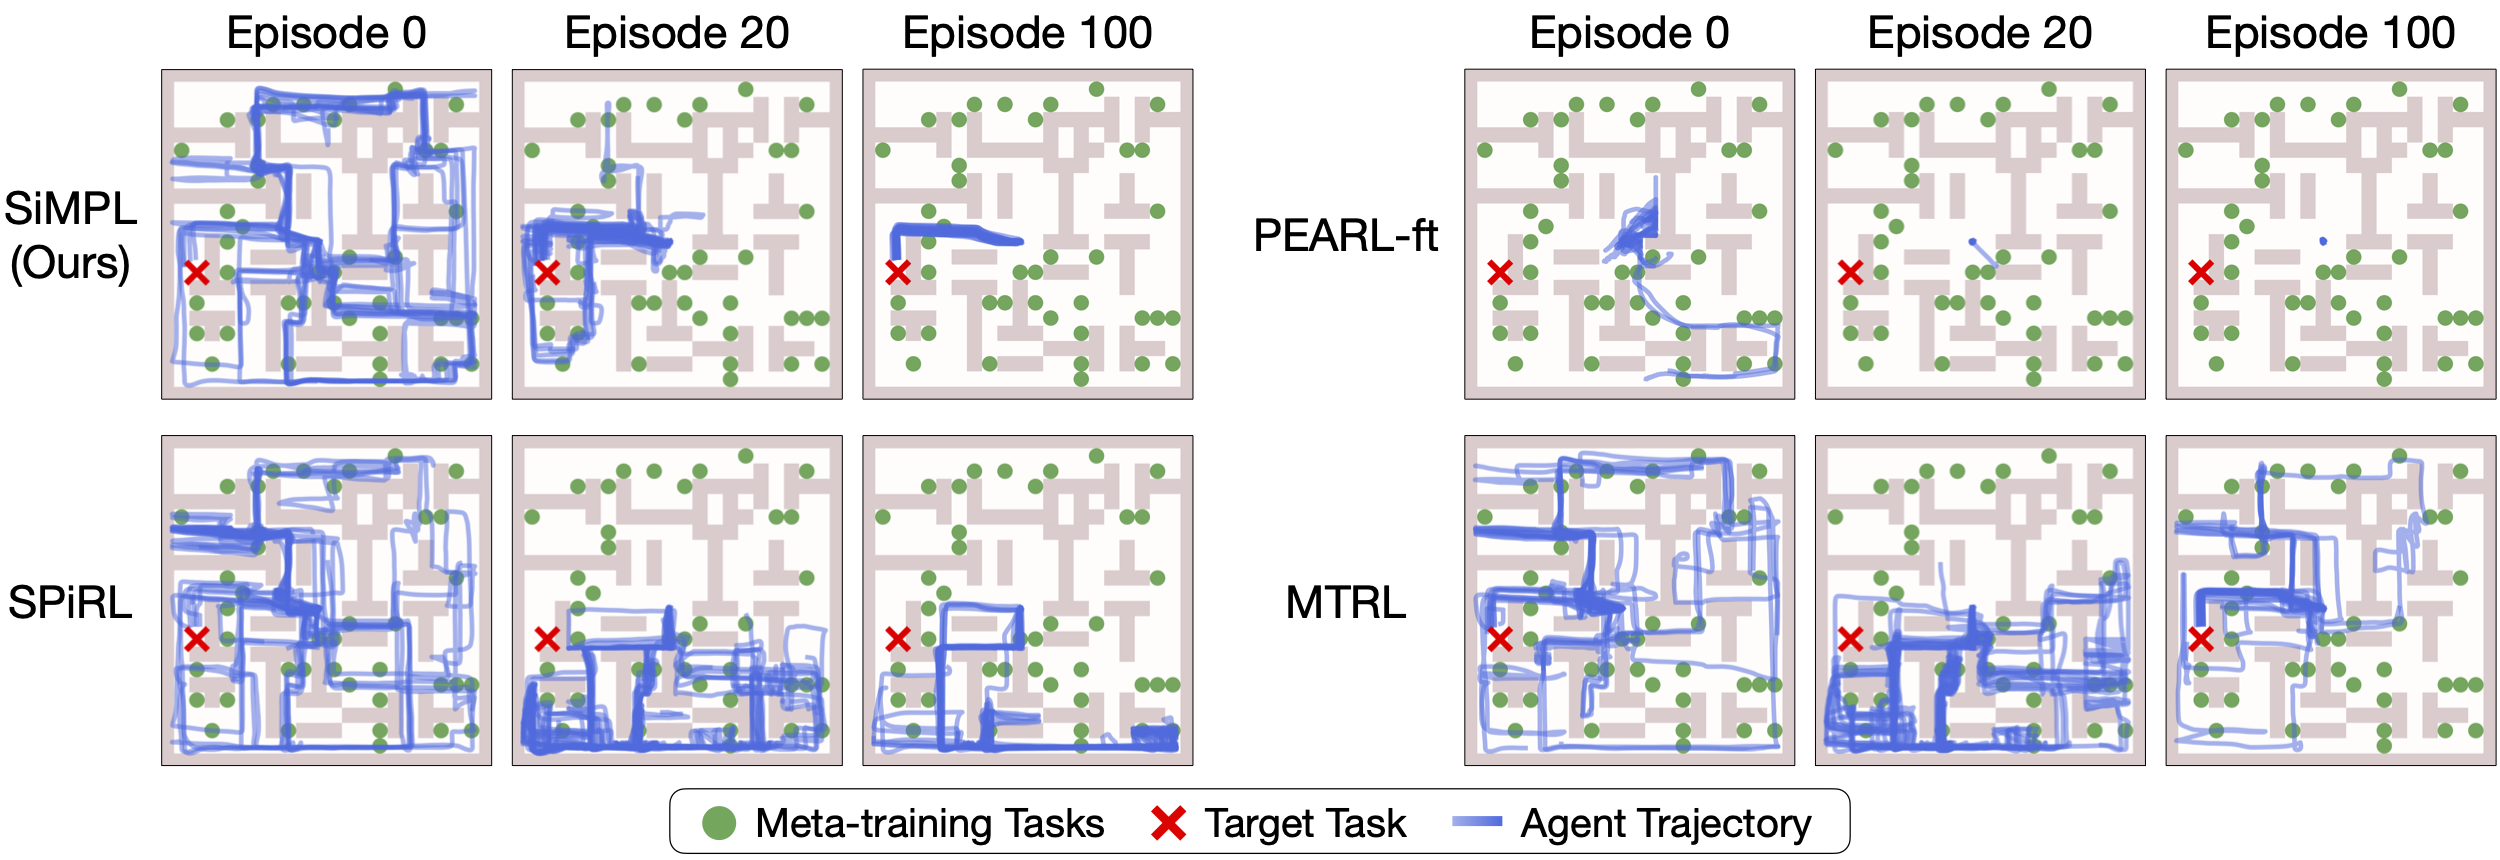 Episode 0 Episode 20 Episode 100 Episode 0 Episode 20 Episode 100
SiMPL
(Ours)
PEARL-ft
SPiRL
MTRL
Meta-training Tasks Target Task Agent Trajectory